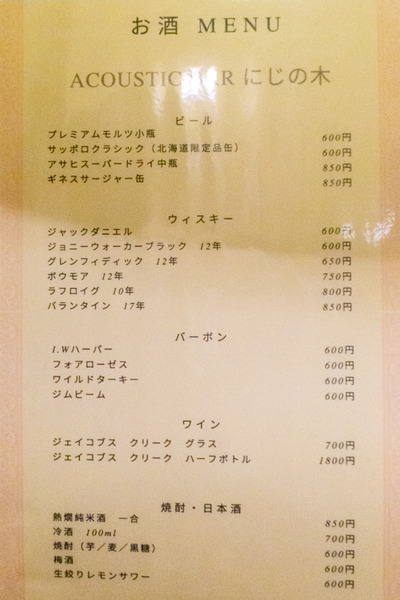 お酒 MENU
ACOUSTIC BAR にじの木
ビール
プレミアムモルツ小瓶 600円
サッポロクラシック（北海道限定品缶） 600円
アサヒスーパードライ中瓶 850円
ギネスサージャー缶 850円
ウィスキー
ジャックダニエル 600円
ジョニーウォーカーブラック 12年 600円
グレンフィディック 12年 650円
ボウモア 12年 750円
ラフロイグ 10年 800円
バランタイン 17年 850円
バーボン
I.Wハーパー 600円
フォアローゼス 600円
ワイルドターキー 600円
ジムビーム 600円
ワイン
ジェイコブス クリーク グラス 700円
ジェイコブス クリーク ハーフボトル 1800円
焼酎・日本酒
熱燗純米酒 一合 850円
冷酒 100ml 700円
焼酎（芋／麦／黒糖） 600円
梅酒 600円
生絞りレモンサワー 600円